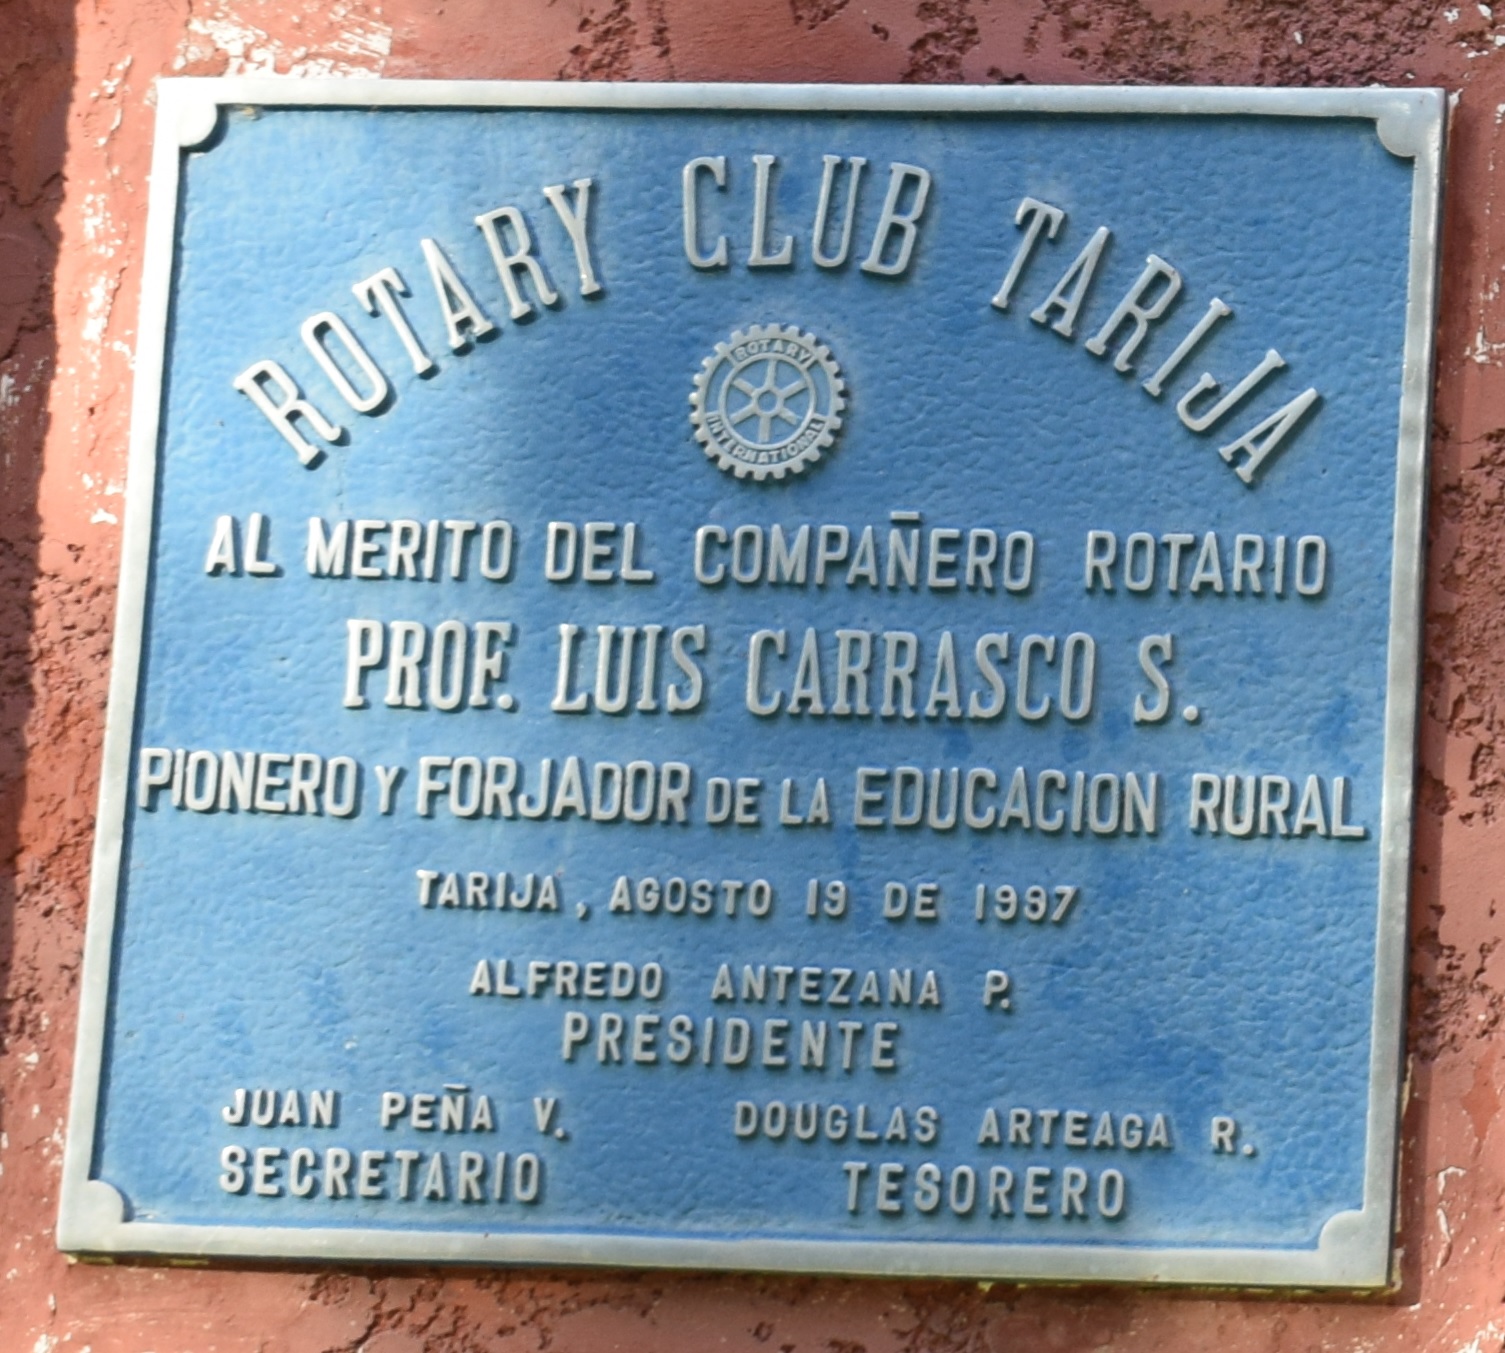 ROTARY CLUB TARIJA
ROTARY
INTERNATIONAL
AL MERITO DEL COMPAÑERO ROTARIO
PROF. LUIS CARRASCO S.
PIONERO Y FORJADOR DE LA EDUCACION RURAL
TARIJA, AGOSTO 19 DE 1997
ALFREDO ANTEZANA P.
PRESIDENTE
JUAN PEÑA V. DOUGLAS ARTEAGA R.
SECRETARIO TESORERO